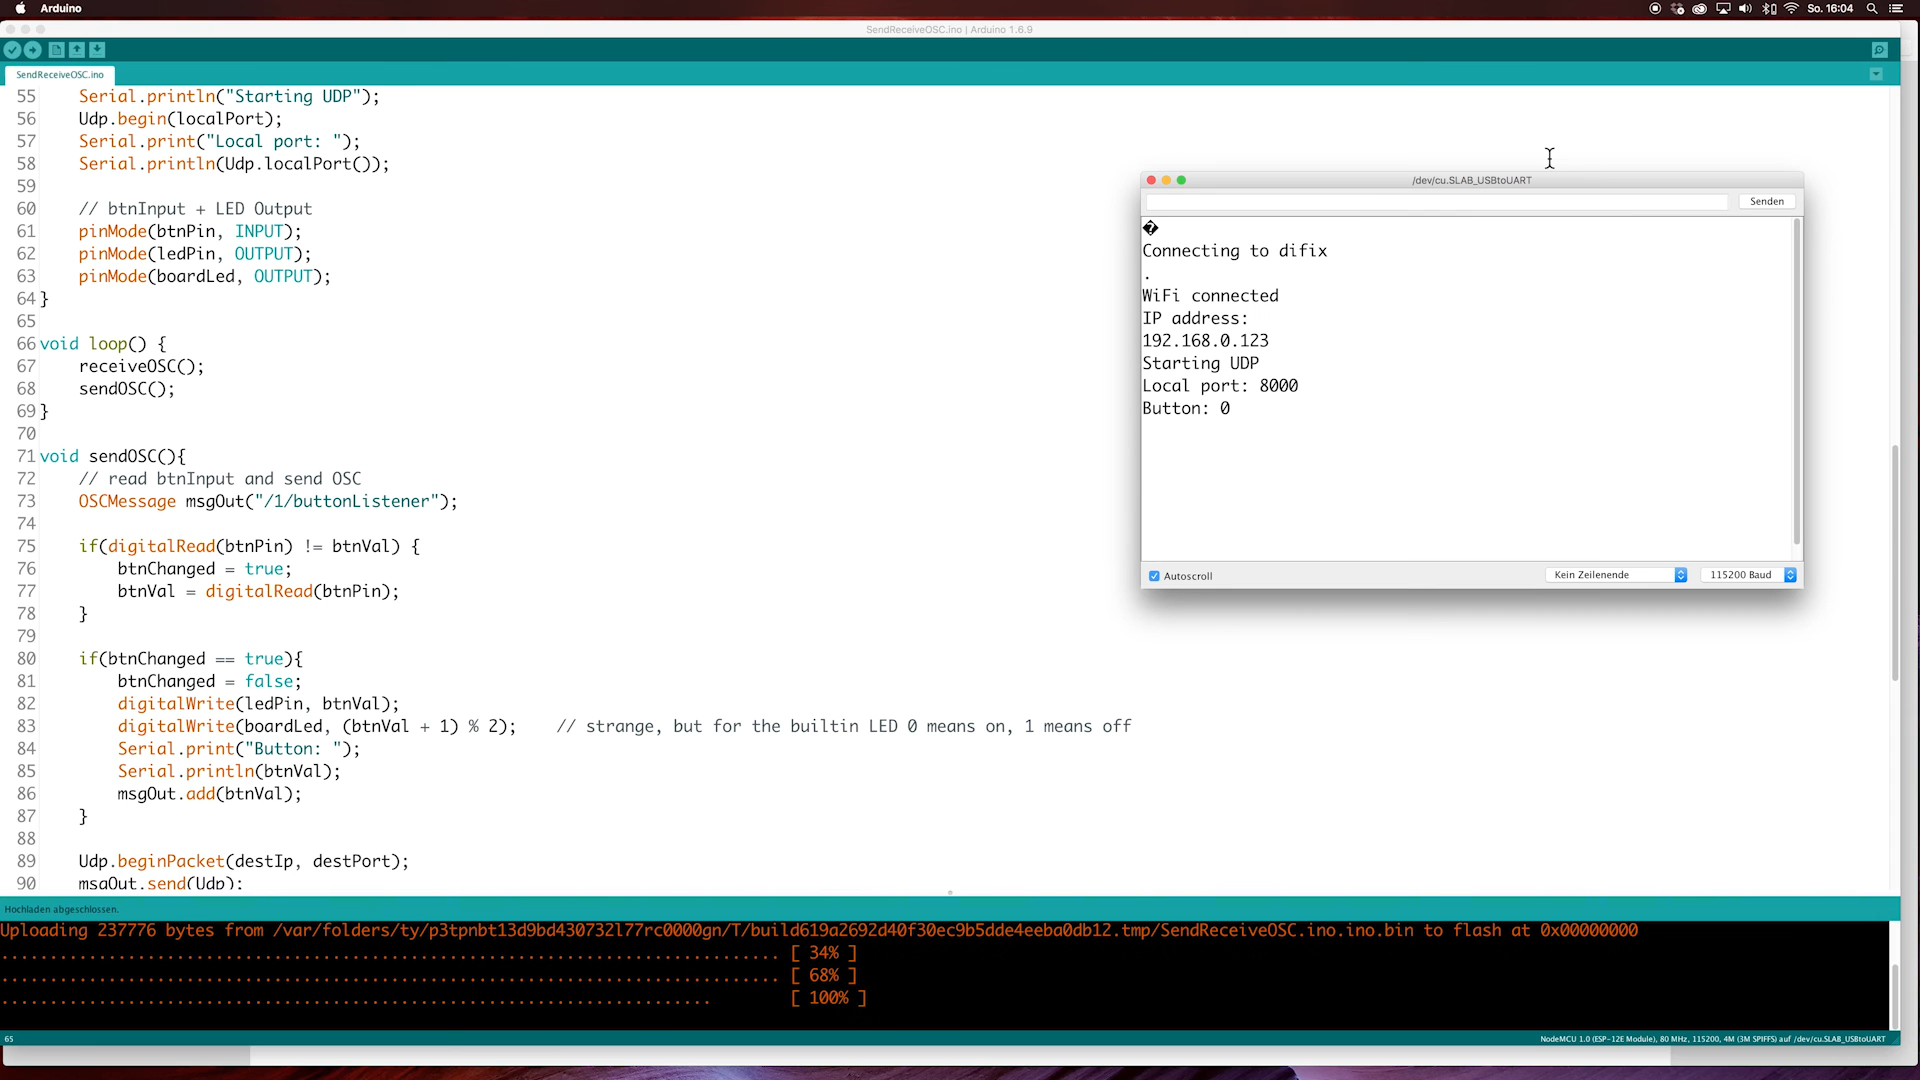 Arduino
So. 16:04
SendReceiveOSC.ino | Arduino 1.6.9
SendReceiveOSC.ino
55 Serial.println("Starting UDP");
56 Udp.begin(localPort);
57 Serial.print("Local port: ");
58 Serial.println(Udp.localPort());
59
60 // btnInput + LED Output
61 pinMode(btnPin, INPUT);
62 pinMode(ledPin, OUTPUT);
63 pinMode(boardLed, OUTPUT);
64 }
65
66 void loop() {
67 receiveOSC();
68 sendOSC();
69 }
70
71 void sendOSC(){
72 // read btnInput and send OSC
73 OSCMessage msgOut("/1/buttonListener");
74
75 if(digitalRead(btnPin) != btnVal) {
76 btnChanged = true;
77 btnVal = digitalRead(btnPin);
78 }
79
80 if(btnChanged == true){
81 btnChanged = false;
82 digitalWrite(ledPin, btnVal);
83 digitalWrite(boardLed, (btnVal + 1) % 2); // strange, but for the builtin LED 0 means on, 1 means off
84 Serial.print("Button: ");
85 Serial.println(btnVal);
86 msgOut.add(btnVal);
87 }
88
89 Udp.beginPacket(destIp, destPort);
90 msgOut.send(Udp);
/dev/cu.SLAB_USBtoUART
Senden
�
Connecting to difix
.
WiFi connected
IP address:
192.168.0.123
Starting UDP
Local port: 8000
Button: 0
Autoscroll
Kein Zeilenende
115200 Baud
Hochladen abgeschlossen.
Uploading 237776 bytes from /var/folders/ty/p3tpnbt13d9bd430732l77rc0000gn/T/build619a2692d40f30ec9b5dde4eeba0db12.tmp/SendReceiveOSC.ino.ino.bin to flash at 0x00000000
................................................................................ [ 34% ]
................................................................................ [ 68% ]
......................................................................... [ 100% ]
65
NodeMCU 1.0 (ESP-12E Module), 80 MHz, 115200, 4M (3M SPIFFS) auf /dev/cu.SLAB_USBtoUART